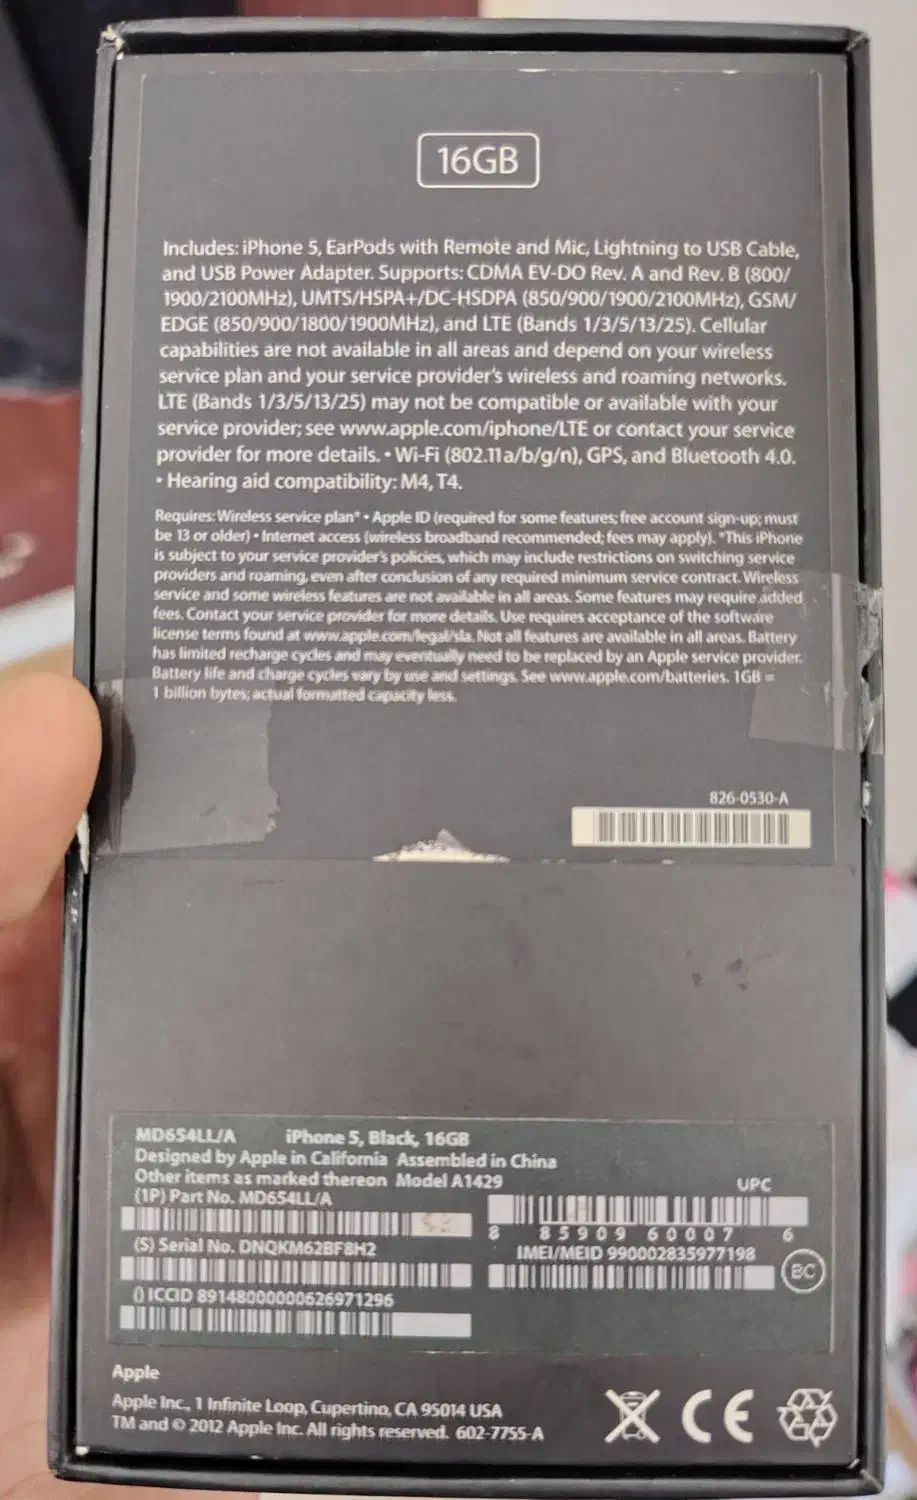 16GB
Includes: iPhone 5, EarPods with Remote and Mic, Lightning to USB Cable,
and USB Power Adapter. Supports: CDMA EV-DO Rev. A and Rev. B (800/
1900/2100MHz), UMTS/HSPA+/DC-HSDPA (850/900/1900/2100MHz), GSM/
EDGE (850/900/1800/1900MHz), and LTE (Bands 1/3/5/13/25). Cellular
capabilities are not available in all areas and depend on your wireless
service plan and your service provider's wireless and roaming networks.
LTE (Bands 1/3/5/13/25) may not be compatible or available with your
service provider; see www.apple.com/iphone/LTE or contact your service
provider for more details. • Wi-Fi (802.11a/b/g/n), GPS, and Bluetooth 4.0.
• Hearing aid compatibility: M4, T4.
Requires: Wireless service plan* • Apple ID (required for some features; free account sign-up; must
be 13 or older) • Internet access (wireless broadband recommended; fees may apply). *This iPhone
is subject to your service provider's policies, which may include restrictions on switching service
providers and roaming, even after conclusion of any required minimum service contract. Wireless
service and some wireless features are not available in all areas. Some features may require added
fees. Contact your service provider for more details. Use requires acceptance of the software
license terms found at www.apple.com/legal/sla. Not all features are available in all areas. Battery
has limited recharge cycles and may eventually need to be replaced by an Apple service provider.
Battery life and charge cycles vary by use and settings. See www.apple.com/batteries. 1GB =
1 billion bytes; actual formatted capacity less.
826-0530-A
MD654LL/A iPhone 5, Black, 16GB
Designed by Apple in California Assembled in China
Other items as marked thereon Model A1429
(1P) Part No. MD654LL/A
UPC
8 85909 60007 6
(S) Serial No. DNQKM62BF8H2
IMEI/MEID 990002835977198
BC
() ICCID 89148000000626971296
Apple
Apple Inc., 1 Infinite Loop, Cupertino, CA 95014 USA
TM and © 2012 Apple Inc. All rights reserved. 602-7755-A
CE